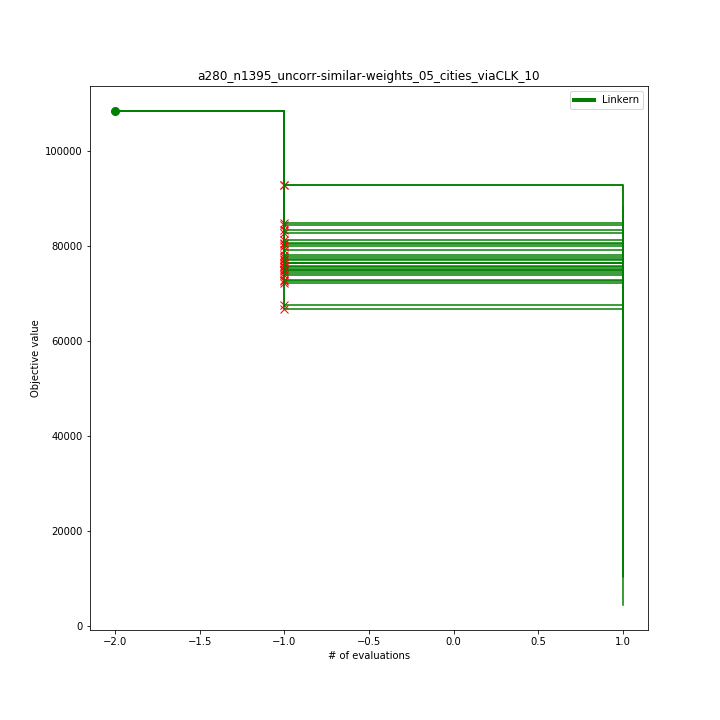 a280_n1395_uncorr-similar-weights_05_cities_viaCLK_10
Linkern
100000
80000
60000
40000
20000
0
Objective value
−2.0 −1.5 −1.0 −0.5 0.0 0.5 1.0
# of evaluations